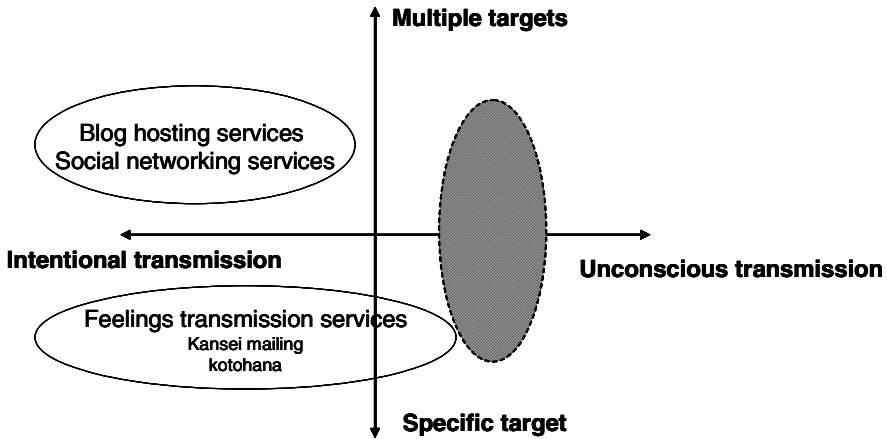 Multiple targets
Blog hosting services
Social networking services
Intentional transmission
Unconscious transmission
Feelings transmission services
Kansei mailing
kotohana
Specific target